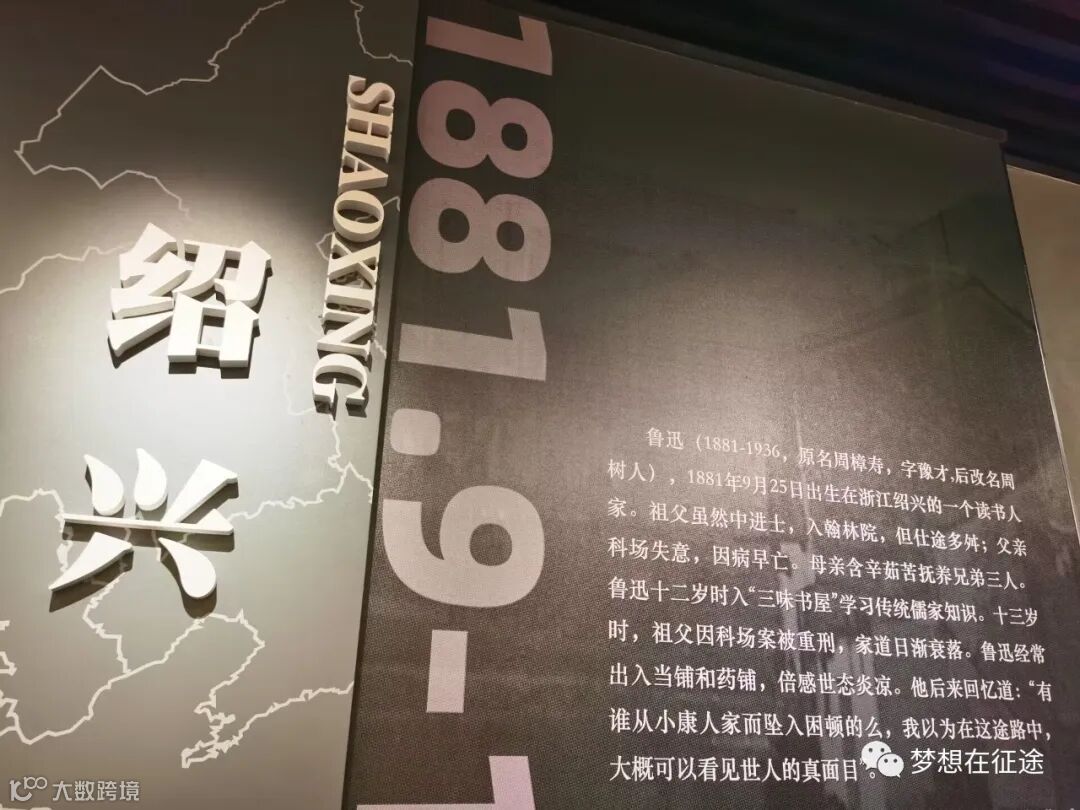 绍兴
SHAOXING
1881.9-1
鲁迅（1881-1936，原名周樟寿，字豫才,后改名周
树人），1881年9月25日出生在浙江绍兴的一个读书人
家。祖父虽然中进士，入翰林院，但仕途多舛；父亲
科场失意，因病早亡。母亲含辛茹苦抚养兄弟三人。
鲁迅十二岁时入“三味书屋”学习传统儒家知识。十三岁
时，祖父因科场案被重刑，家道日渐衰落。鲁迅经常
出入当铺和药铺，倍感世态炎凉。他后来回忆道：“有
谁从小康人家而坠入困顿的么，我以为在这途路中，
大概可以看见世人的真面目”。
梦想在征途
大数跨境